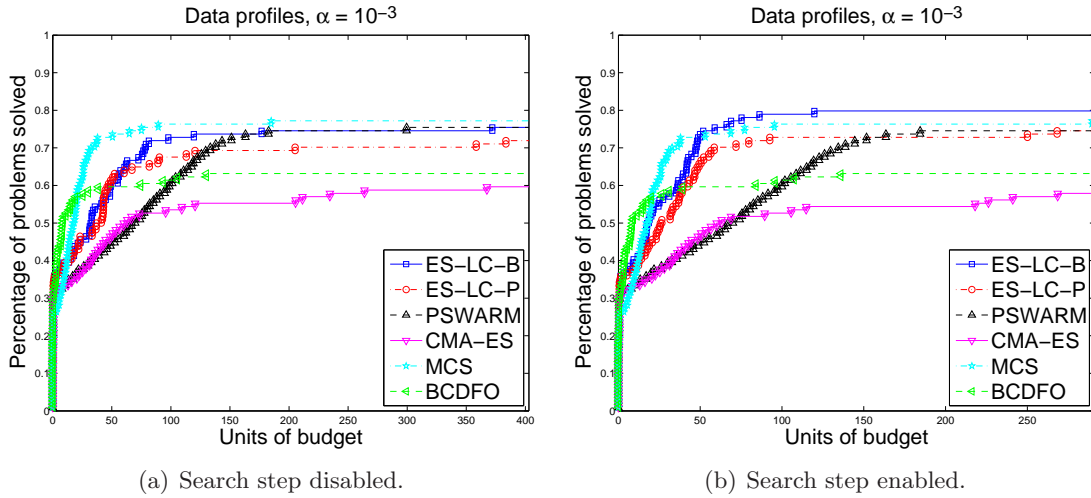 Data profiles, α = 10−3
Percentage of problems solved
1
0.9
0.8
0.7
0.6
0.5
0.4
0.3
0.2
0.1
0
0 50 100 150 200 250 300 350 400
Units of budget
ES−LC−B
ES−LC−P
PSWARM
CMA−ES
MCS
BCDFO
(a) Search step disabled.
Data profiles, α = 10−3
Percentage of problems solved
1
0.9
0.8
0.7
0.6
0.5
0.4
0.3
0.2
0.1
0
0 50 100 150 200 250
Units of budget
ES−LC−B
ES−LC−P
PSWARM
CMA−ES
MCS
BCDFO
(b) Search step enabled.